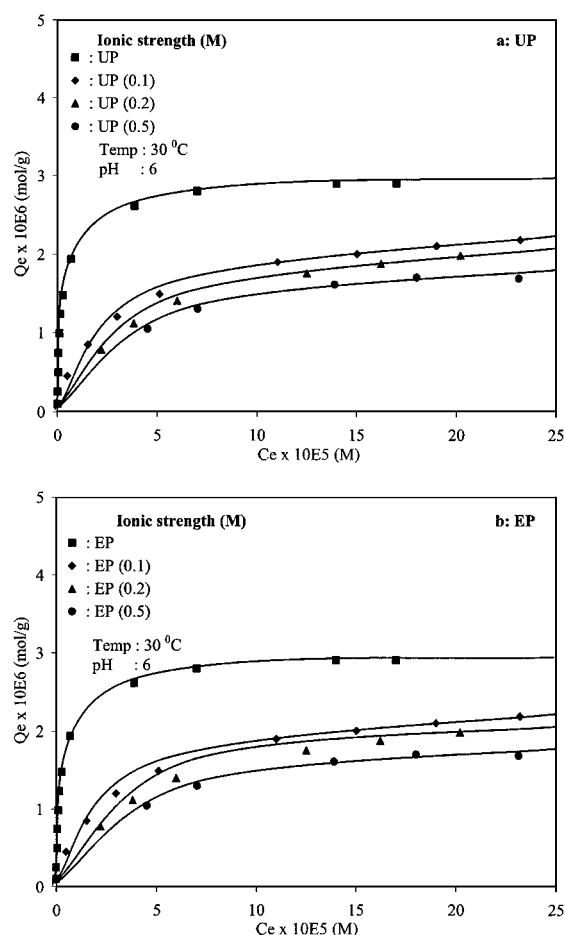 Ionic strength (M)
a: UP
■ : UP
◆ : UP (0.1)
▲ : UP (0.2)
● : UP (0.5)
Temp : 30 ⁰C
pH : 6
Qe x 10E6 (mol/g)
5
4
3
2
1
0
0 5 10 15 20 25
Ce x 10E5 (M)
Ionic strength (M)
b: EP
■ : EP
◆ : EP (0.1)
▲ : EP (0.2)
● : EP (0.5)
Temp : 30 ⁰C
pH : 6
Qe x 10E6 (mol/g)
5
4
3
2
1
0
0 5 10 15 20 25
Ce x 10E5 (M)